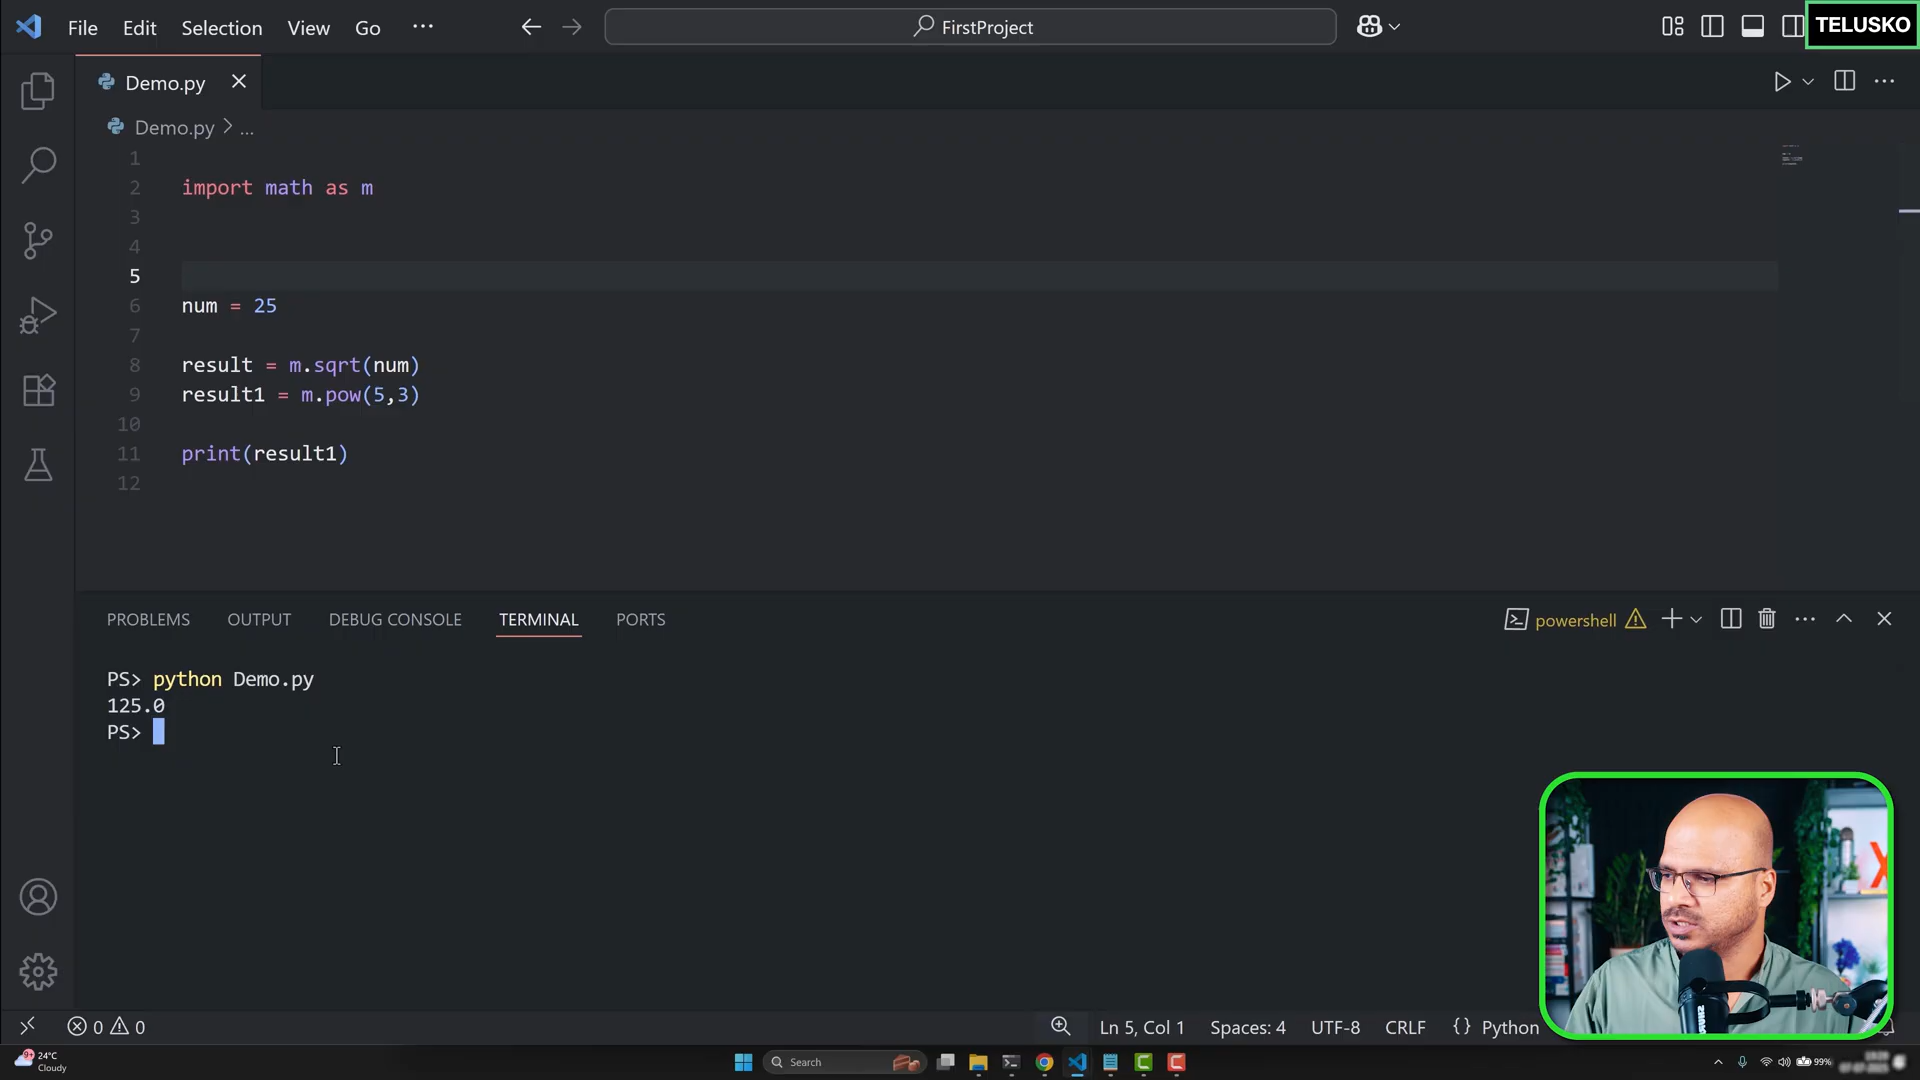 File Edit Selection View Go ...
FirstProject
TELUSKO
Demo.py
Demo.py > ...
1
2 import math as m
3
4
5
6 num = 25
7
8 result = m.sqrt(num)
9 result1 = m.pow(5,3)
10
11 print(result1)
12
PROBLEMS OUTPUT DEBUG CONSOLE TERMINAL PORTS
powershell
PS> python Demo.py
125.0
PS>
0 0
Ln 5, Col 1 Spaces: 4 UTF-8 CRLF {} Python
24°C
Cloudy
Search
99%